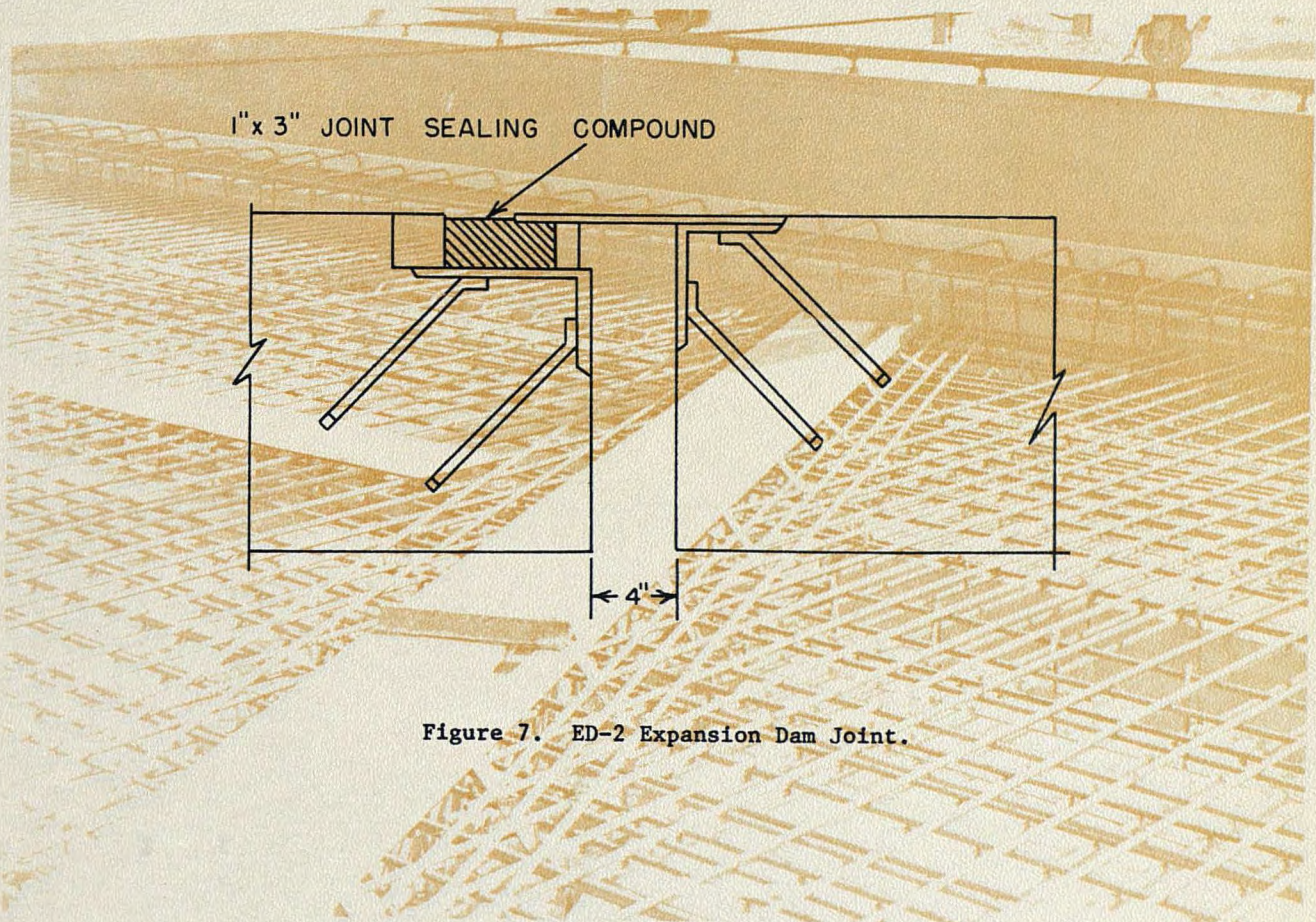 1" x 3" JOINT SEALING COMPOUND
4"
Figure 7. ED-2 Expansion Dam Joint.